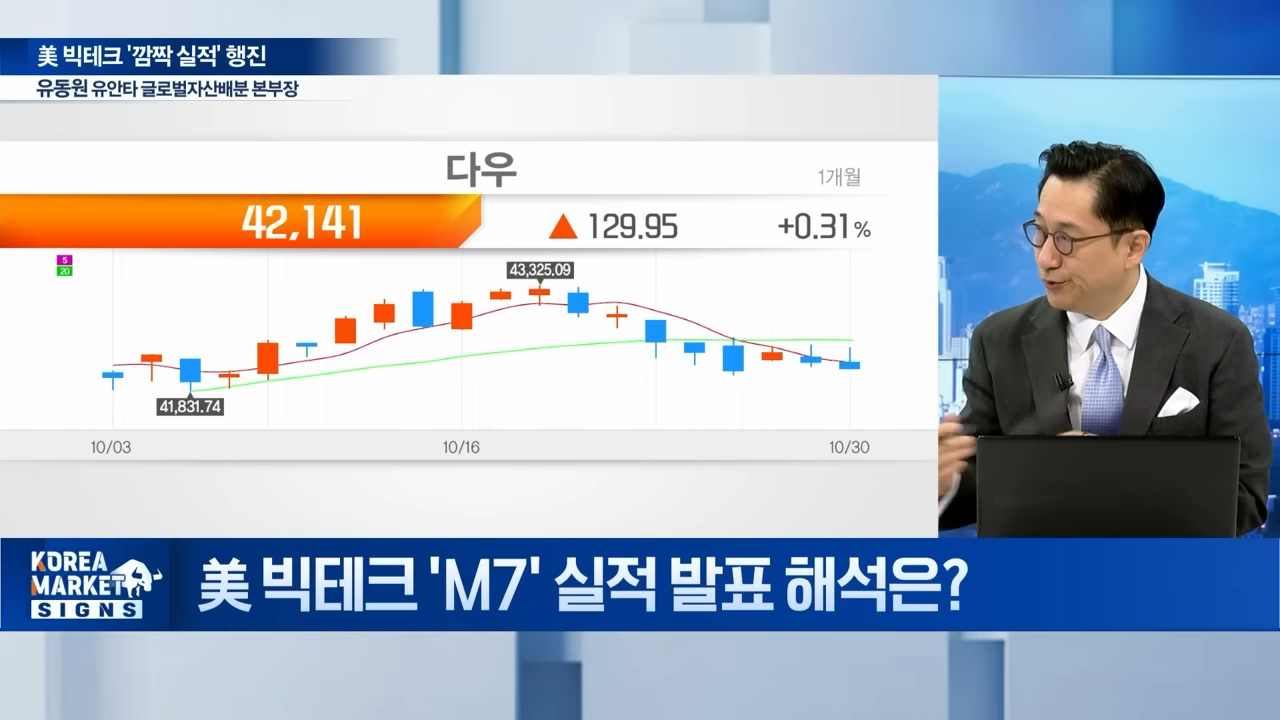 美 빅테크 '깜짝 실적' 행진
유동원 유안타 글로벌자산배분 본부장
다우
1개월
42,141 ▲ 129.95 +0.31%
5
20
43,325.09
41,831.74
10/03 10/16 10/30
KOREA
MARKET
SIGNS
美 빅테크 'M7' 실적 발표 해석은?